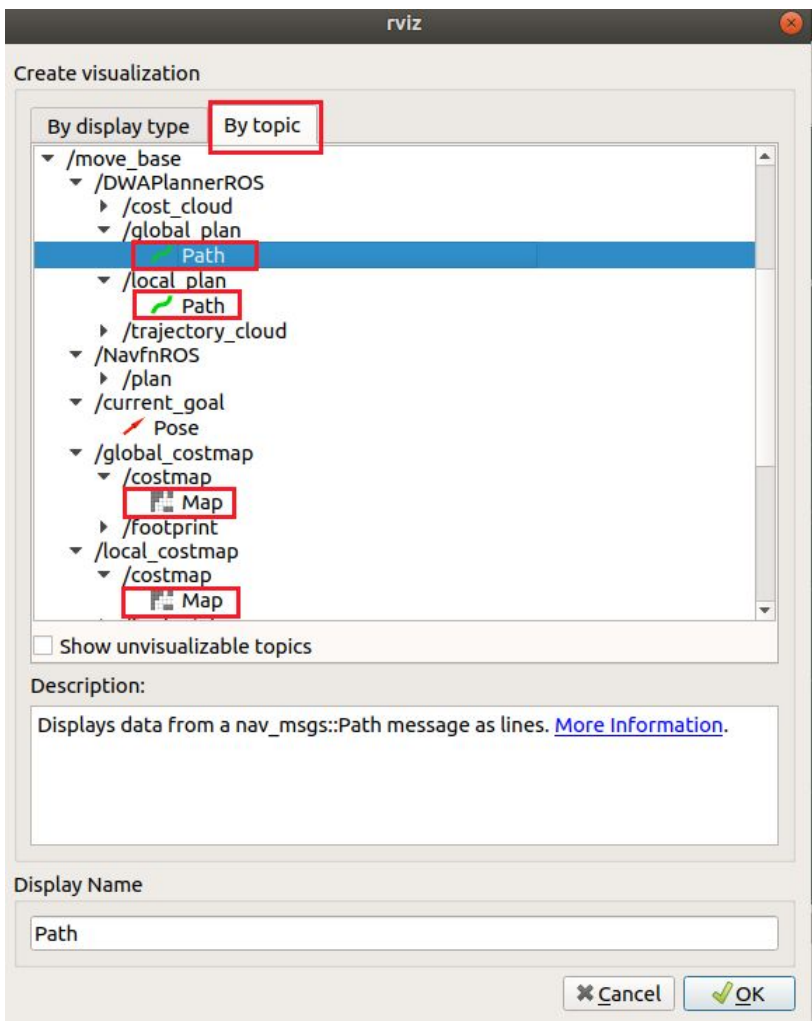 rviz
Create visualization
By display type By topic
/move_base
/DWAPlannerROS
/cost_cloud
/global_plan
Path
/local_plan
Path
/trajectory_cloud
/NavfnROS
/plan
/current_goal
Pose
/global_costmap
/costmap
Map
/footprint
/local_costmap
/costmap
Map
Show unvisualizable topics
Description:
Displays data from a nav_msgs::Path message as lines. More Information.
Display Name
Path
Cancel OK